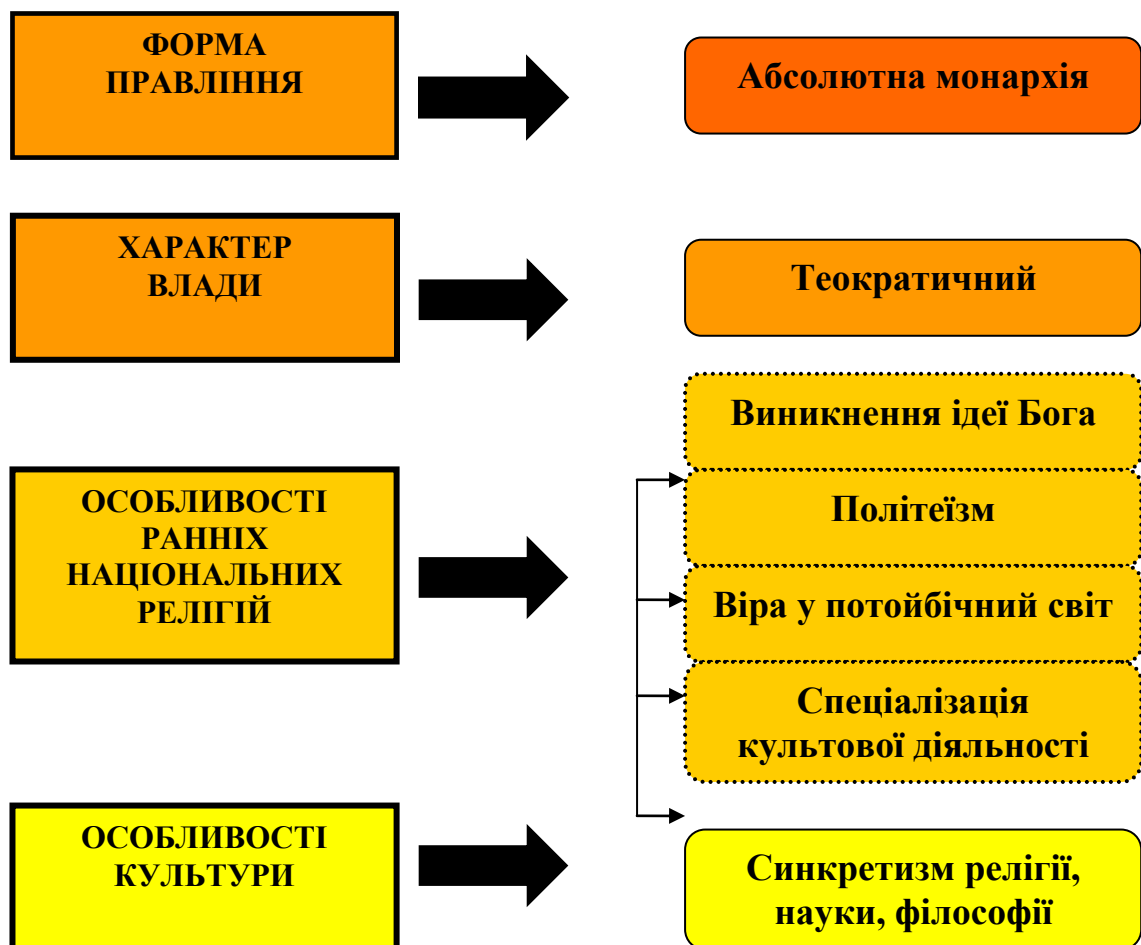 ФОРМА
ПРАВЛІННЯ
Абсолютна монархія
ХАРАКТЕР
ВЛАДИ
Теократичний
ОСОБЛИВОСТІ
РАННІХ
НАЦІОНАЛЬНИХ
РЕЛІГІЙ
Виникнення ідеї Бога
Політеїзм
Віра у потойбічний світ
Спеціалізація
культової діяльності
ОСОБЛИВОСТІ
КУЛЬТУРИ
Синкретизм релігії,
науки, філософії